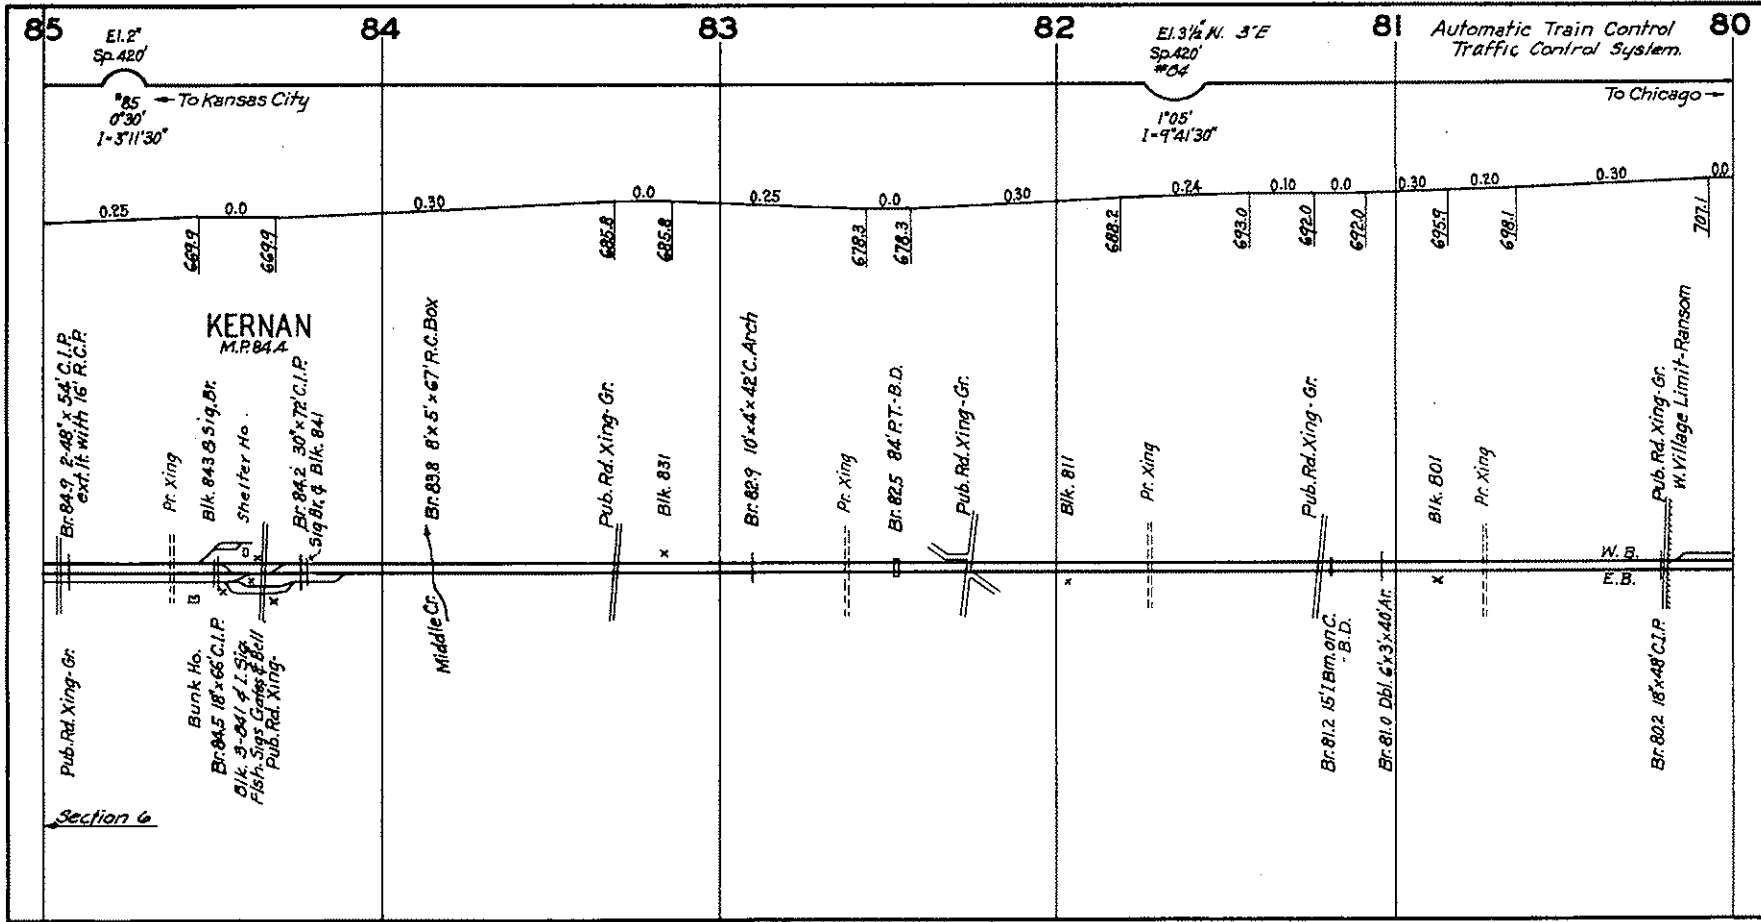 85
84
83
82
81
80
El. 2"
Sp. 420'
El. 3½" W. 3" E
Sp. 420'
#84
Automatic Train Control
Traffic Control System.
#85
0°30'
I=3°11'30"
← To Kansas City
1°05'
I=9°41'30"
To Chicago →
0.25
0.0
0.30
0.0
0.25
0.0
0.30
0.24
0.10
0.0
0.30
0.20
0.30
0.0
669.9
669.9
685.8
685.8
678.3
678.3
688.2
693.0
692.0
692.0
695.9
698.1
707.1
KERNAN
M.P. 84.4
Br. 84.9 2-48" x 54' C.I.P.
ext. lt. with 16' R.C.P.
Pr. Xing
Blk. 843 & Sig. Br.
Shelter Ho.
Br. 84.2 30" x 72' C.I.P.
Sig Br. & Blk. 841
Br. 83.8 8' x 5' x 67' R.C. Box
Pub. Rd. Xing-Gr.
Blk. 831
Br. 82.9 10' x 4' x 42' C. Arch
Pr. Xing
Br. 82.5 84' P.T.-B.D.
Pub. Rd. Xing-Gr.
Blk. 811
Pr. Xing
Pub. Rd. Xing-Gr.
Blk. 801
Pr. Xing
Pub. Rd. Xing-Gr.
W. Village Limit-Ransom
W.B.
E.B.
Pub. Rd. Xing-Gr.
Bunk Ho.
B
Br. 84.5 18" x 66' C.I.P.
Blk. 3-841 & I. Sig.
Flsh. Sigs Gates & Bell
Pub. Rd. Xing-
Middle Cr.
Br. 81.2 15' I Bm. on C.
- B.D.
Br. 81.0 Dbl. 6' x 3' x 40' Ar.
Br. 80.2 18" x 48' C.I.P.
Section 6